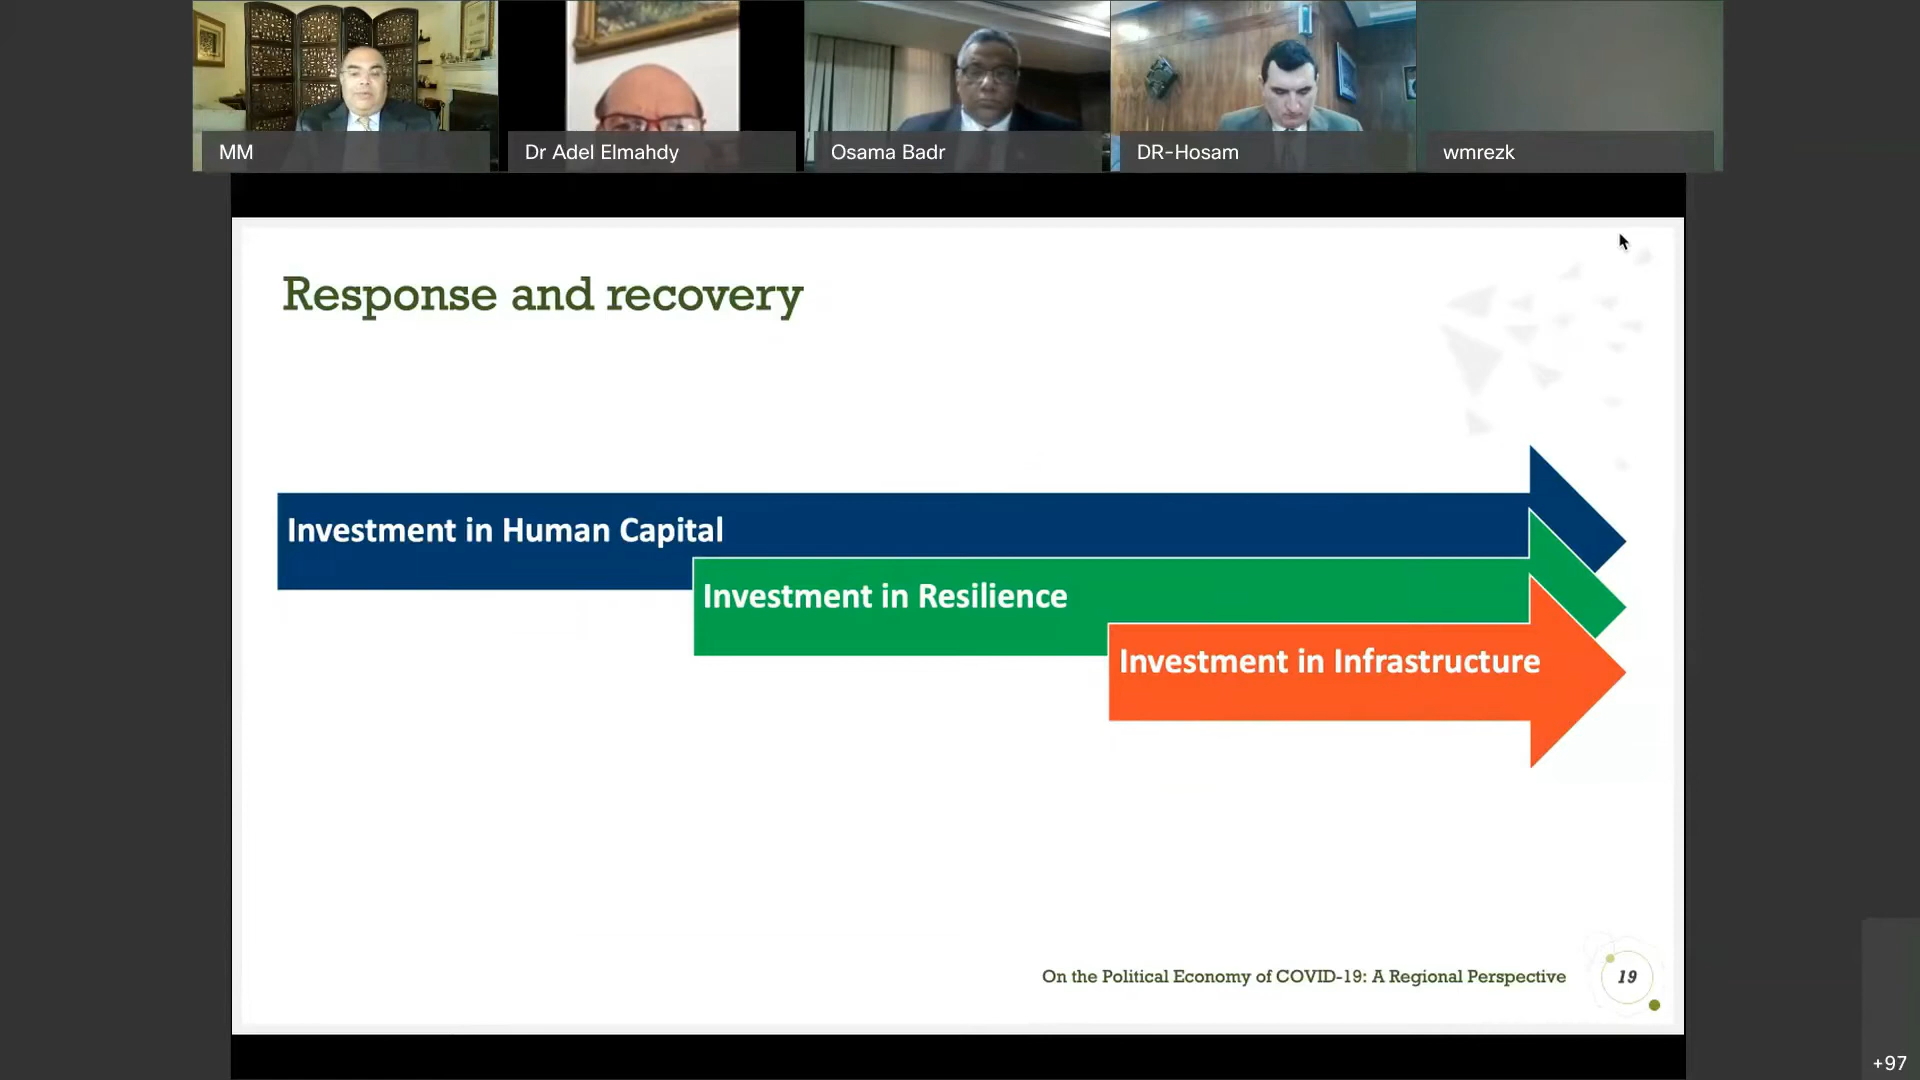 MM
Dr Adel Elmahdy
Osama Badr
DR-Hosam
wmrezk
Response and recovery
Investment in Human Capital
Investment in Resilience
Investment in Infrastructure
On the Political Economy of COVID-19: A Regional Perspective
19
+97